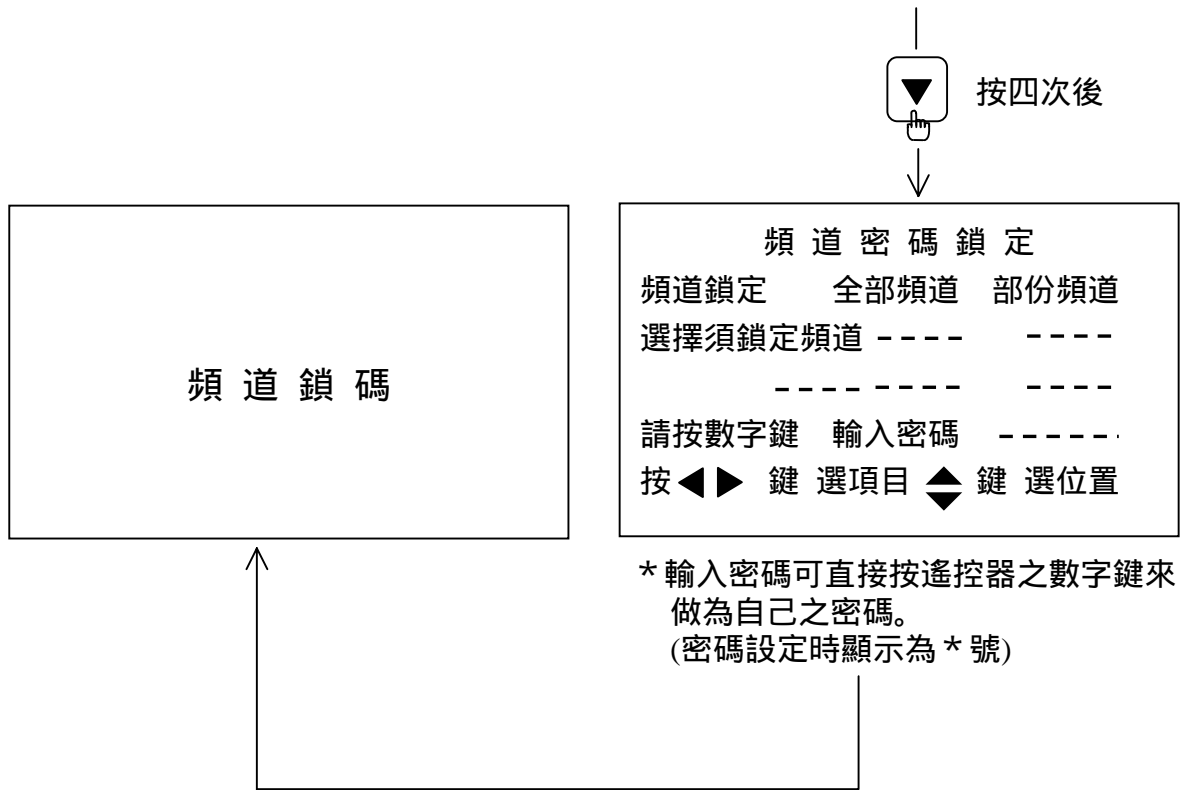 按四次後
頻道密碼鎖定
頻道鎖定 全部頻道 部份頻道
選擇須鎖定頻道 ---- ----
---- ---- ----
請按數字鍵 輸入密碼 ------
按◀▶ 鍵 選項目 ▲▼ 鍵 選位置
頻道鎖碼
*輸入密碼可直接按遙控器之數字鍵來
做為自己之密碼。
(密碼設定時顯示為*號)